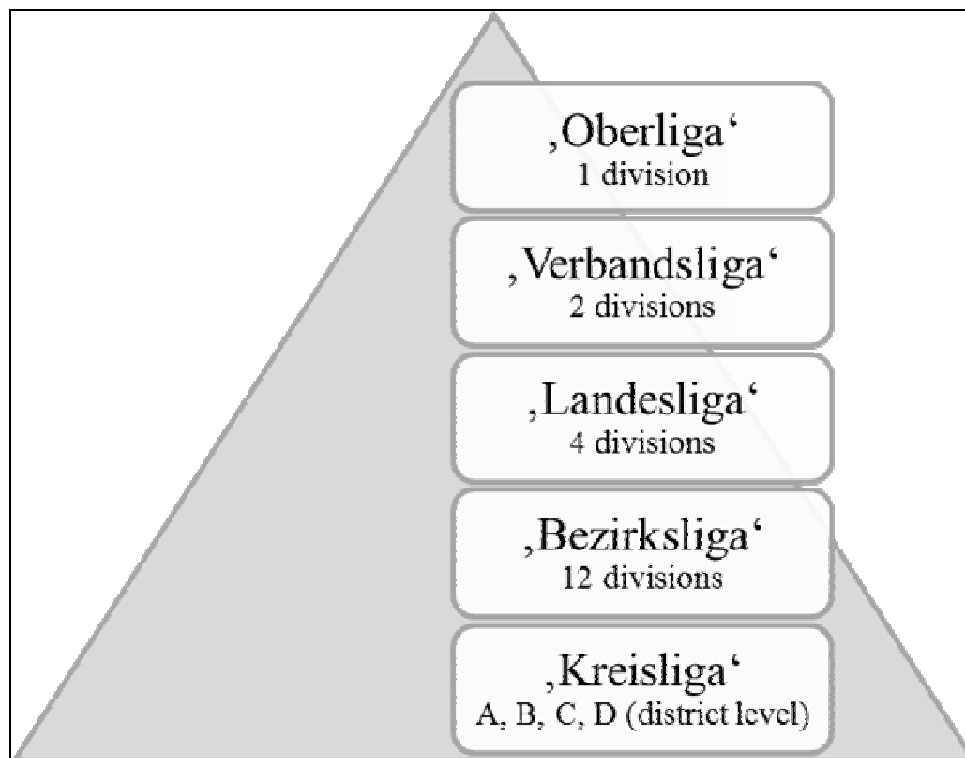 ‚Oberliga‘
1 division
‚Verbandsliga‘
2 divisions
‚Landesliga‘
4 divisions
‚Bezirksliga‘
12 divisions
‚Kreisliga‘
A, B, C, D (district level)